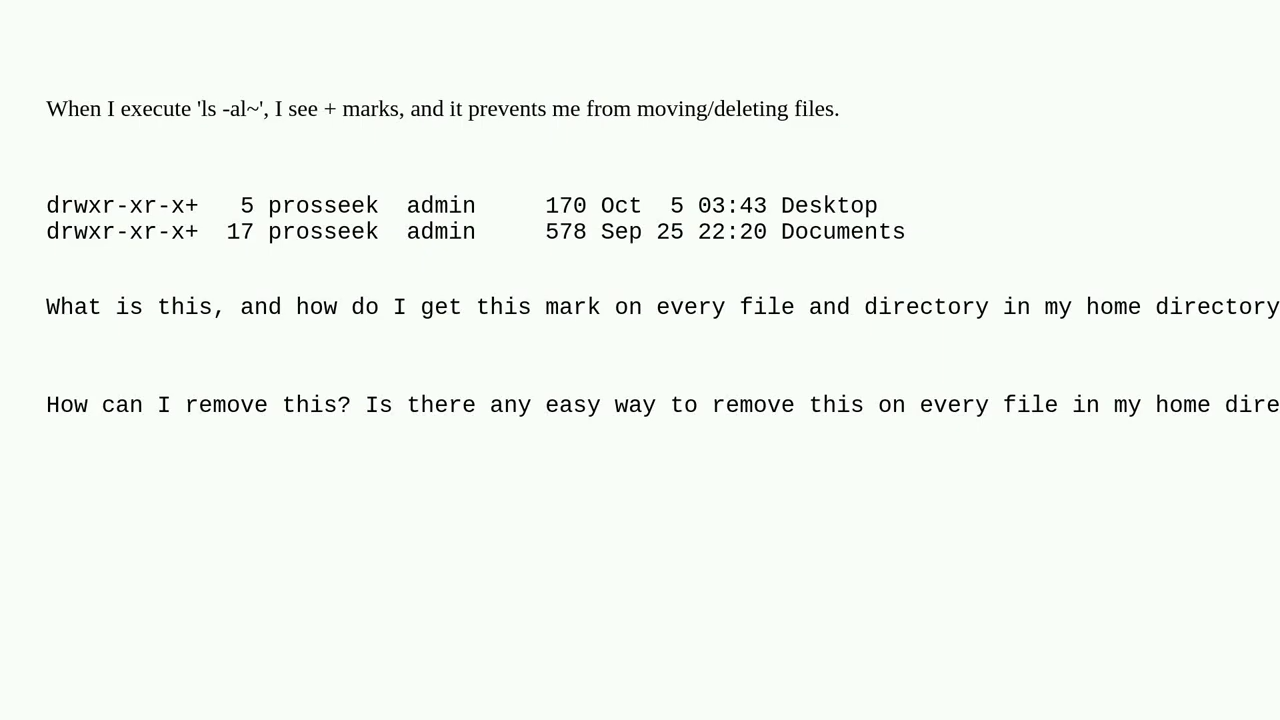 When I execute 'ls -al~', I see + marks, and it prevents me from moving/deleting files.
drwxr-xr-x+   5 prosseek  admin     170 Oct  5 03:43 Desktop
drwxr-xr-x+  17 prosseek  admin     578 Sep 25 22:20 Documents
What is this, and how do I get this mark on every file and directory in my home directory
How can I remove this? Is there any easy way to remove this on every file in my home dire